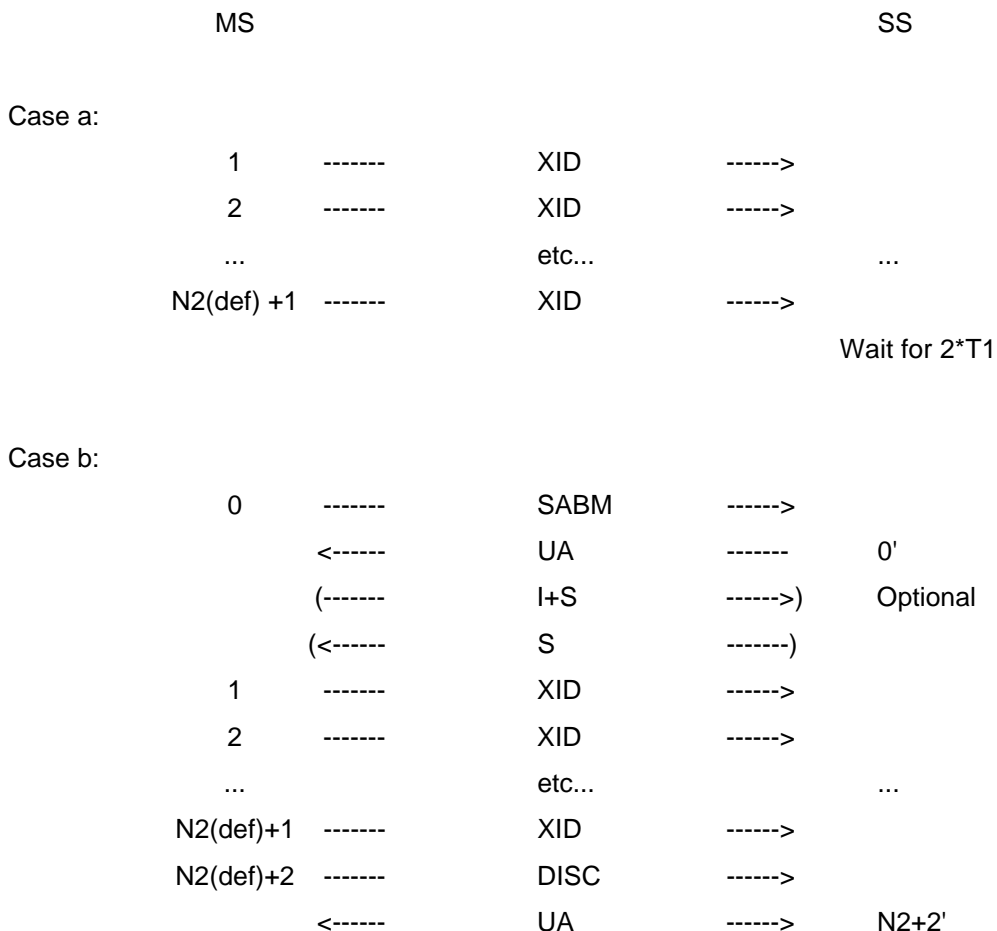 MS SS
Case a:
1 ------- XID ------>
2 ------- XID ------>
... etc... ...
N2(def) +1 ------- XID ------>
Wait for 2*T1
Case b:
0 ------- SABM ------>
<------ UA ------- 0'
(------- I+S ------>) Optional
(<------ S -------)
1 ------- XID ------>
2 ------- XID ------>
... etc... ...
N2(def)+1 ------- XID ------>
N2(def)+2 ------- DISC ------>
<------ UA ------> N2+2'